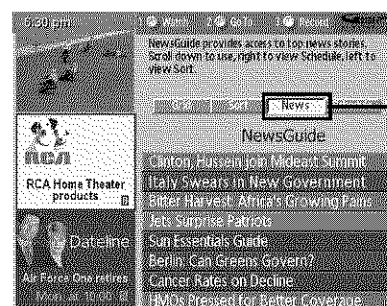 6:30 pm
1 Watch 2 GoTo 3 Record
NewsGuide provides access to top news stories.
Scroll down to use, right to view Schedule, left to
view Sort.
Grid Sort News
NewsGuide
RCA
RCA Home Theater
products
Dateline
Air Force One retires
Mon at 10:00
Clinton, Hussein join Mideast Summit
Italy Swears in New Government
Bitter Harvest: Africa's Growing Pains
Jets Surprise Patriots
Sun Essentials Guide
Berlin: Can Greens Govern?
Cancer Rates on Decline
HMOs Pressed for Better Coverage